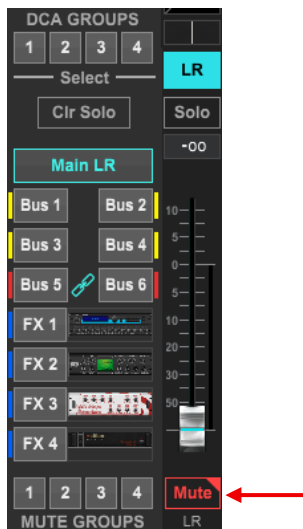 DCA GROUPS
1 2 3 4
Select
Clr Solo
Main LR
Bus 1 Bus 2
Bus 3 Bus 4
Bus 5 Bus 6
FX 1
FX 2
FX 3
FX 4
1 2 3 4
MUTE GROUPS
LR
Solo
-oo
10
5
0
5
10
20
30
50
Mute
LR